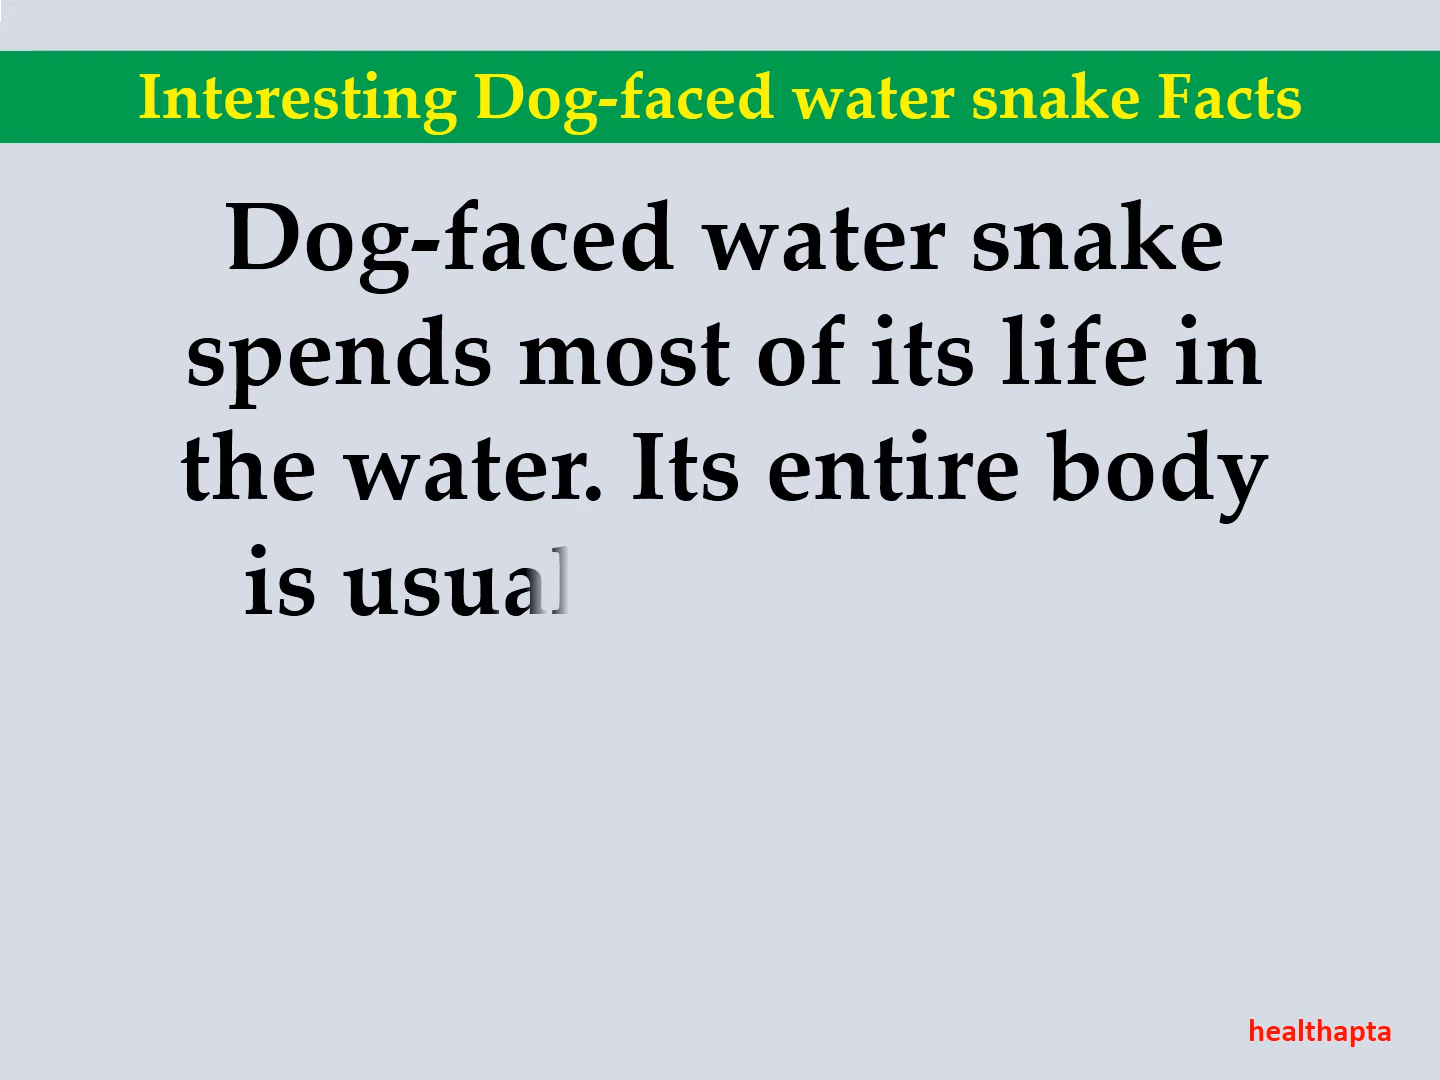 Interesting Dog-faced water snake Facts
Dog-faced water snake
spends most of its life in
the water. Its entire body
is usual
healthapta